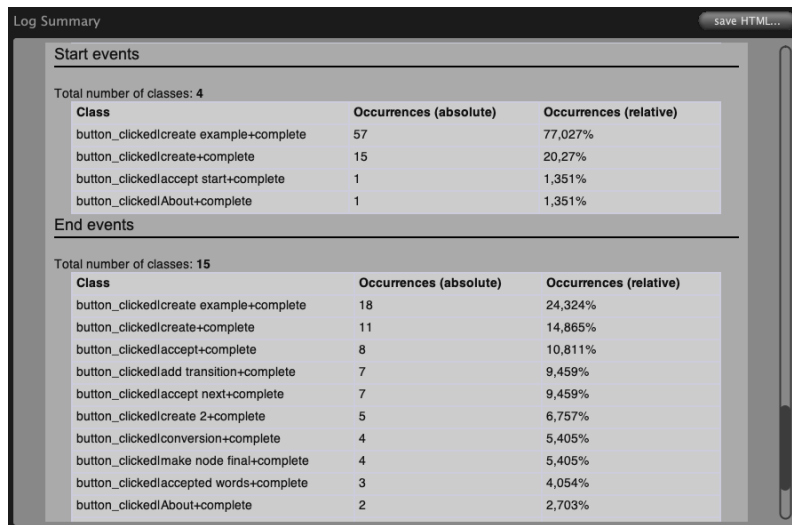 Log Summary save HTML...
Start events
Total number of classes: 4
Class Occurrences (absolute) Occurrences (relative)
button_clicked|create example+complete 57 77,027%
button_clicked|create+complete 15 20,27%
button_clicked|accept start+complete 1 1,351%
button_clicked|About+complete 1 1,351%
End events
Total number of classes: 15
Class Occurrences (absolute) Occurrences (relative)
button_clicked|create example+complete 18 24,324%
button_clicked|create+complete 11 14,865%
button_clicked|accept+complete 8 10,811%
button_clicked|add transition+complete 7 9,459%
button_clicked|accept next+complete 7 9,459%
button_clicked|create 2+complete 5 6,757%
button_clicked|conversion+complete 4 5,405%
button_clicked|make node final+complete 4 5,405%
button_clicked|accepted words+complete 3 4,054%
button_clicked|About+complete 2 2,703%